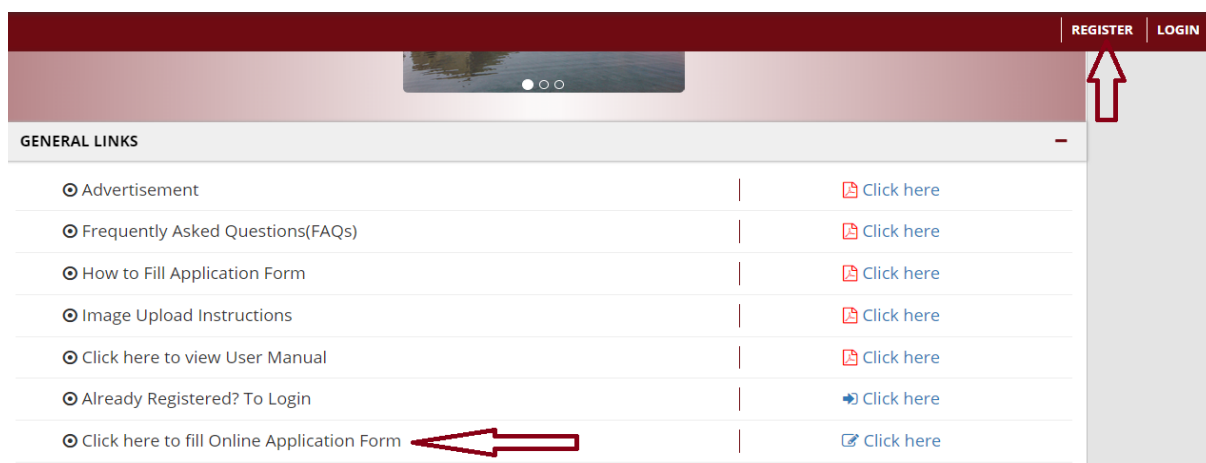 REGISTER LOGIN
GENERAL LINKS
Advertisement Click here
Frequently Asked Questions(FAQs) Click here
How to Fill Application Form Click here
Image Upload Instructions Click here
Click here to view User Manual Click here
Already Registered? To Login Click here
Click here to fill Online Application Form Click here